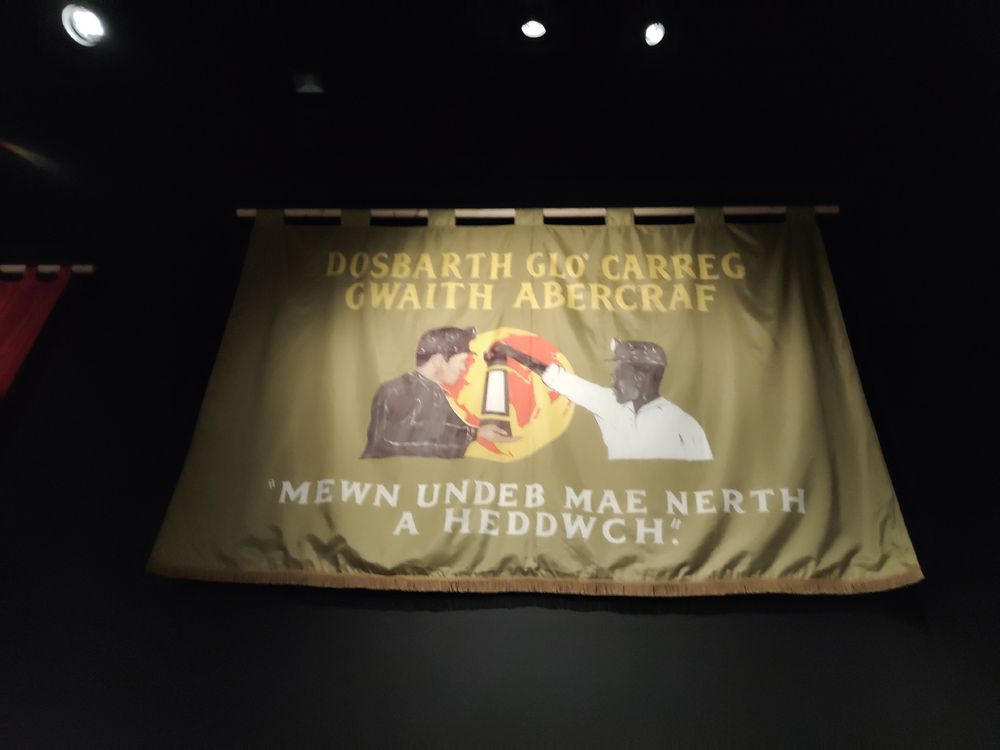 DOSBARTH GLO' CARREG
GWAITH ABERCRAF
"MEWN UNDEB MAE NERTH
A HEDDWCH."